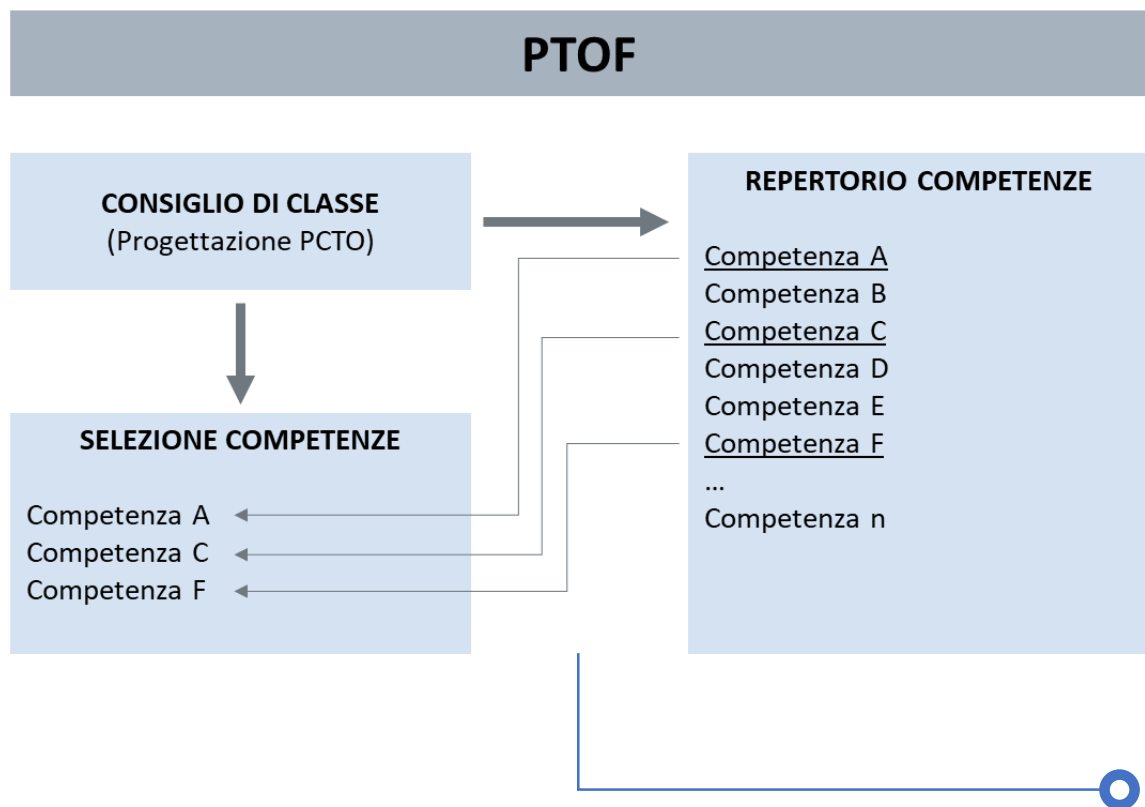 PTOF
CONSIGLIO DI CLASSE
(Progettazione PCTO)
REPERTORIO COMPETENZE
Competenza A
Competenza B
Competenza C
Competenza D
Competenza E
Competenza F
...
Competenza n
SELEZIONE COMPETENZE
Competenza A
Competenza C
Competenza F